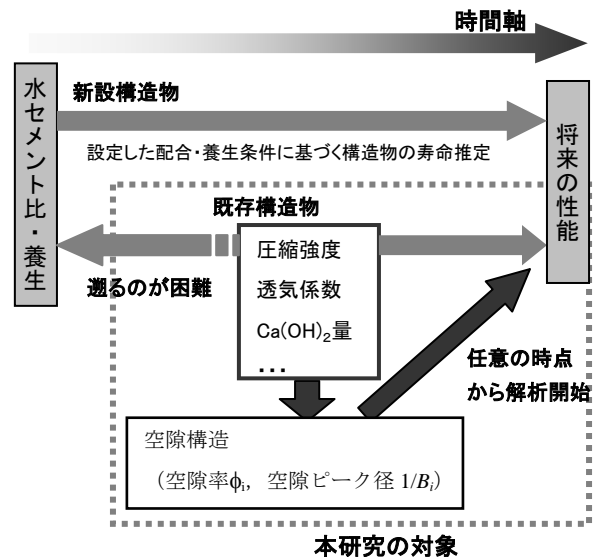 時間軸
水セメント比・養生
新設構造物
設定した配合・養生条件に基づく構造物の寿命推定
将来の性能
既存構造物
遡るのが困難
圧縮強度
透気係数
Ca(OH)₂量
…
任意の時点
から解析開始
空隙構造
（空隙率ϕᵢ，空隙ピーク径 1/Bᵢ）
本研究の対象